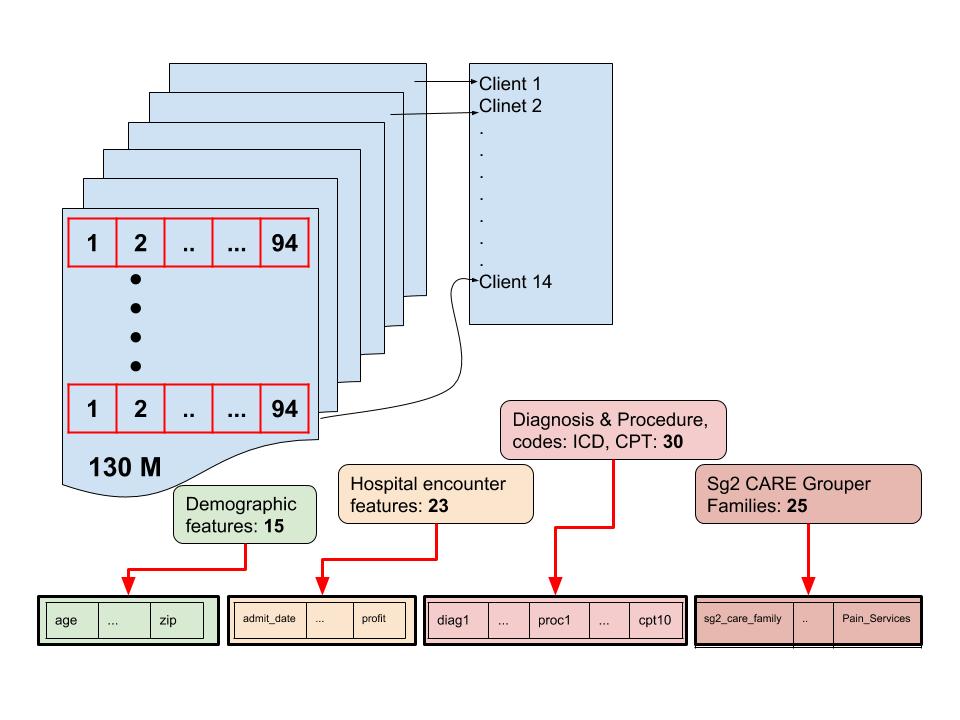 Client 1
Clinet 2
.
.
.
.
.
.
.
Client 14
1 2 .. ... 94
1 2 .. ... 94
130 M
Diagnosis & Procedure,
codes: ICD, CPT: 30
Hospital encounter
features: 23
Sg2 CARE Grouper
Families: 25
Demographic
features: 15
age ... zip
admit_date ... profit
diag1 ... proc1 ... cpt10
sg2_care_family .. Pain_Services